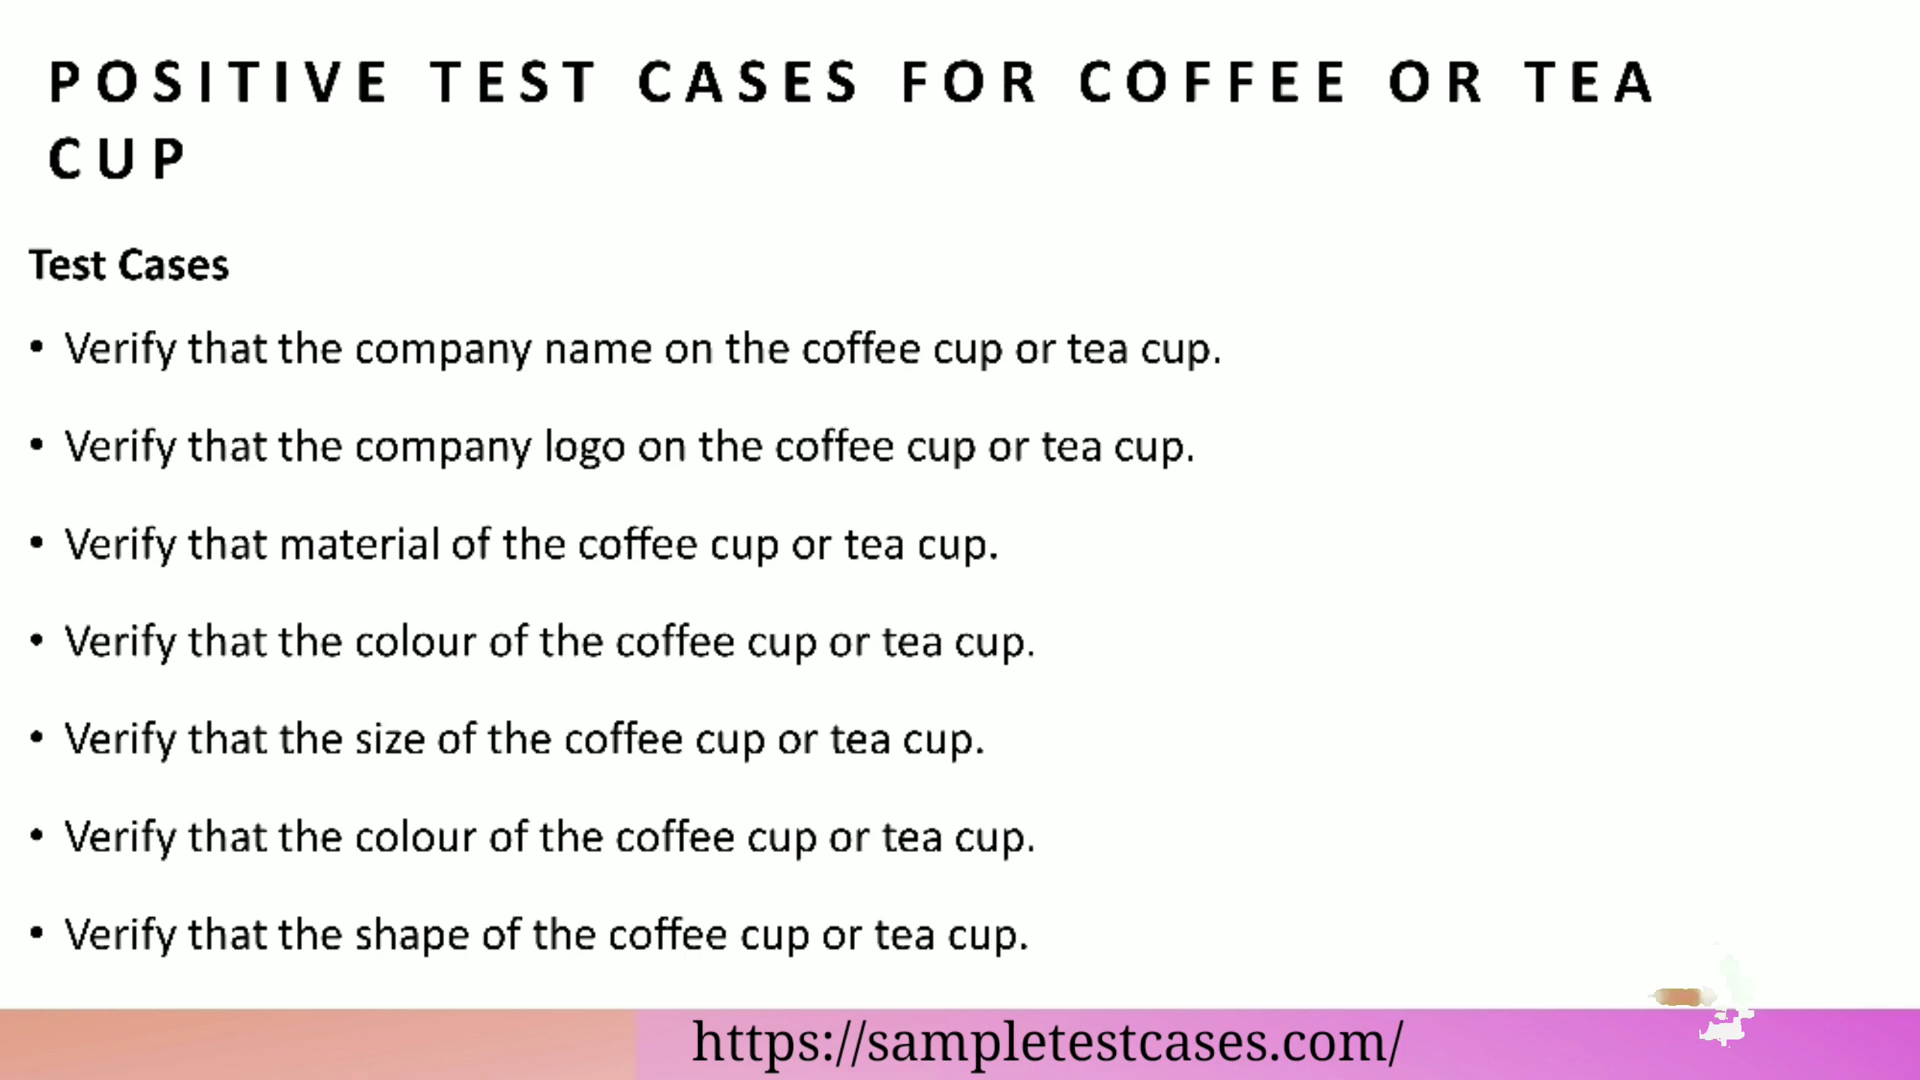 POSITIVE TEST CASES FOR COFFEE OR TEA
CUP
Test Cases
• Verify that the company name on the coffee cup or tea cup.
• Verify that the company logo on the coffee cup or tea cup.
• Verify that material of the coffee cup or tea cup.
• Verify that the colour of the coffee cup or tea cup.
• Verify that the size of the coffee cup or tea cup.
• Verify that the colour of the coffee cup or tea cup.
• Verify that the shape of the coffee cup or tea cup.
https://sampletestcases.com/